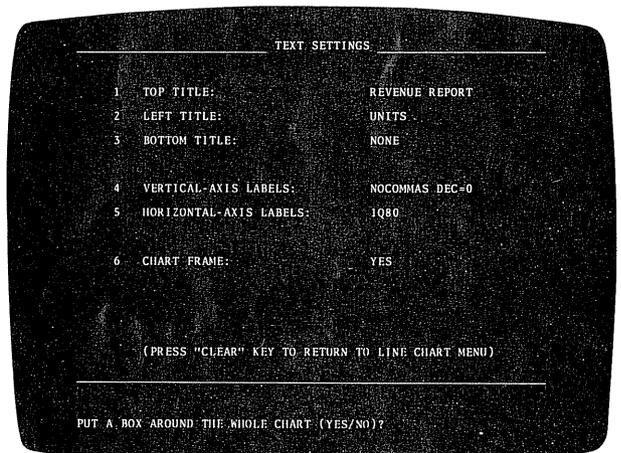 TEXT SETTINGS
1 TOP TITLE: REVENUE REPORT
2 LEFT TITLE: UNITS
3 BOTTOM TITLE: NONE
4 VERTICAL-AXIS LABELS: NOCOMMAS DEC=0
5 HORIZONTAL-AXIS LABELS: 1Q80
6 CHART FRAME: YES
(PRESS "CLEAR" KEY TO RETURN TO LINE CHART MENU)
PUT A BOX AROUND THE WHOLE CHART (YES/NO)?